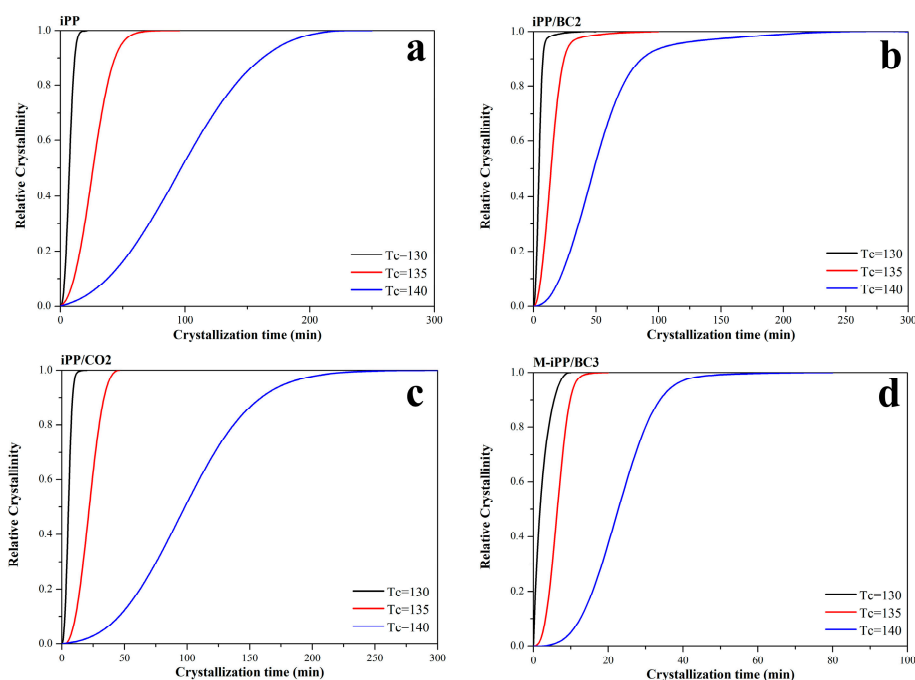 iPP
a
Relative Crystallinity
1.0
0.8
0.6
0.4
0.2
0.0
Tc−130
Tc=135
Tc=140
0 100 200 300
Crystallization time (min)
iPP/BC2
b
Relative Crystallinity
1.0
0.8
0.6
0.4
0.2
0.0
Tc=130
Tc=135
Tc=140
0 50 100 150 200 250 300
Crystallization time (min)
iPP/CO2
c
Relative Crystallinity
1.0
0.8
0.6
0.4
0.2
0.0
Tc=130
Tc=135
Tc−140
0 50 100 150 200 250 300
Crystallization time (min)
M-iPP/BC3
d
Relative Crystallinity
1.0
0.8
0.6
0.4
0.2
0.0
Tc−130
Tc=135
Tc=140
0 20 40 60 80 100
Crystallization time (min)